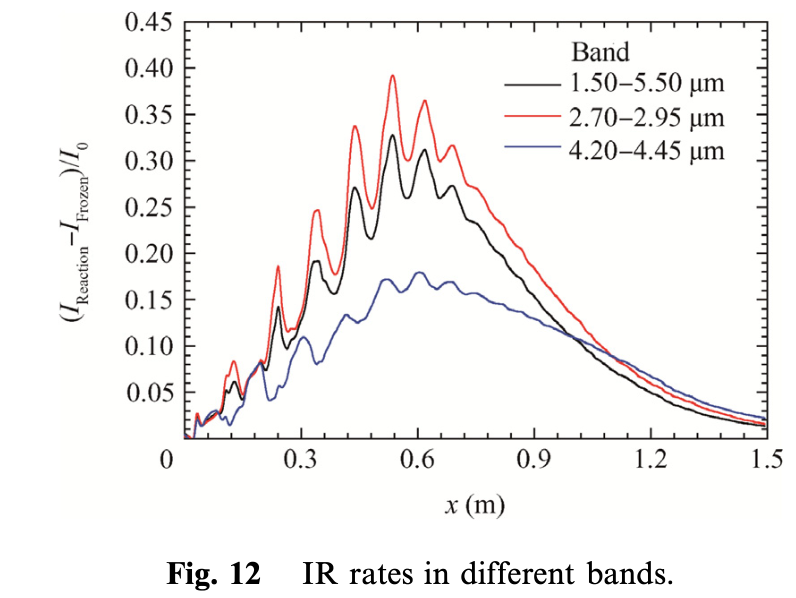 0.45
0.40
0.35
0.30
0.25
0.20
0.15
0.10
0.05
(I_Reaction−I_Frozen)/I_0
Band
1.50−5.50 μm
2.70−2.95 μm
4.20−4.45 μm
0 0.3 0.6 0.9 1.2 1.5
x (m)
Fig. 12 IR rates in different bands.